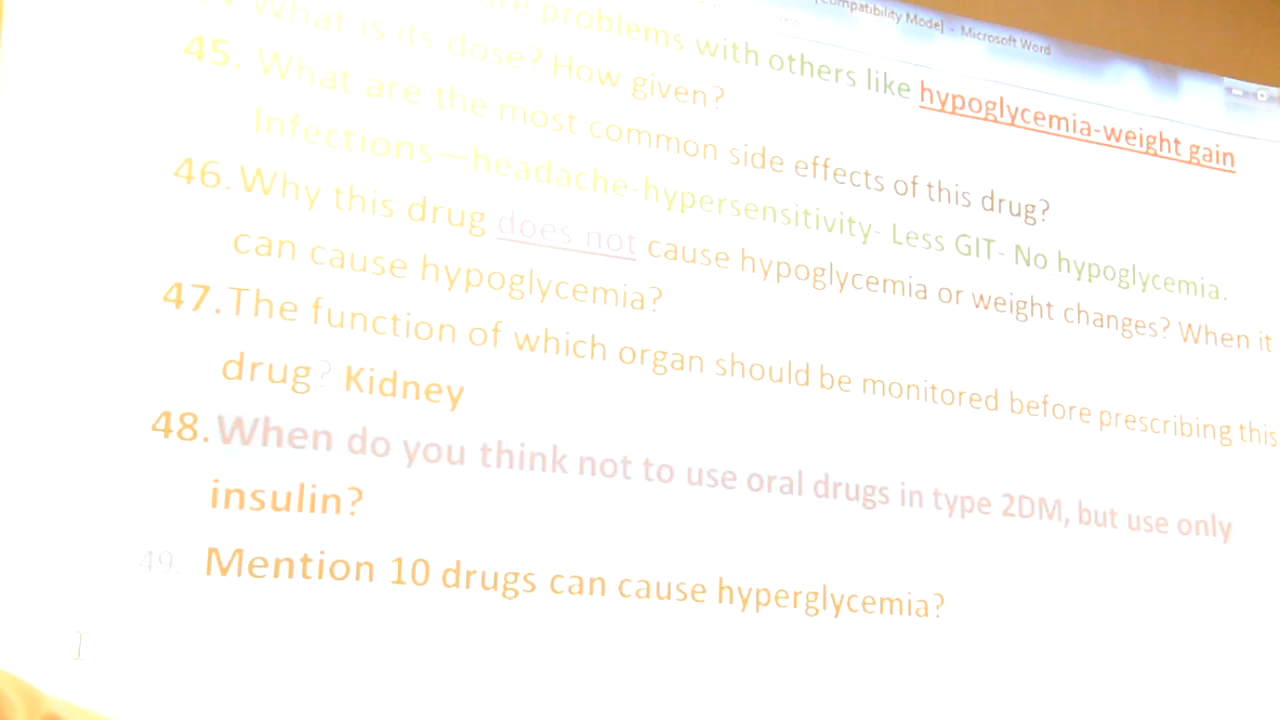 [Compatibility Mode] - Microsoft Word
problems with others like hypoglycemia-weight gain
What is its dose? How given?
45. What are the most common side effects of this drug?
Infections—headache-hypersensitivity- Less GIT- No hypoglycemia.
46. Why this drug does not cause hypoglycemia or weight changes? When it
can cause hypoglycemia?
47. The function of which organ should be monitored before prescribing this
drug? Kidney
48. When do you think not to use oral drugs in type 2DM, but use only
insulin?
49. Mention 10 drugs can cause hyperglycemia?